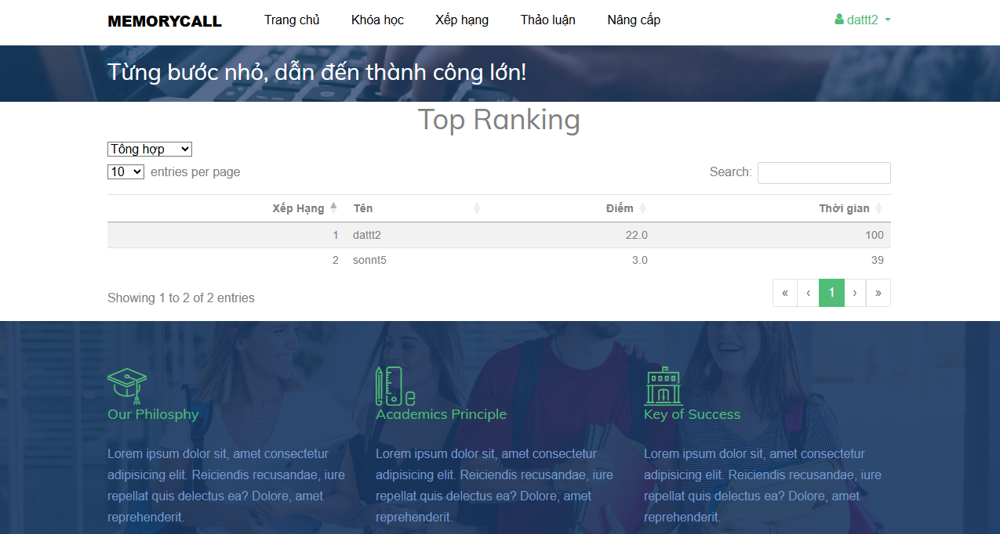 MEMORYCALL Trang chủ Khóa học Xếp hạng Thảo luận Nâng cấp dattt2
Từng bước nhỏ, dẫn đến thành công lớn!
Top Ranking
Tổng hợp
10 entries per page Search:
Xếp Hạng Tên Điểm Thời gian
1 dattt2 22.0 100
2 sonnt5 3.0 39
Showing 1 to 2 of 2 entries « ‹ 1 › »
Our Philosphy
Lorem ipsum dolor sit, amet consectetur
adipisicing elit. Reiciendis recusandae, iure
repellat quis delectus ea? Dolore, amet
reprehenderit.
Academics Principle
Lorem ipsum dolor sit, amet consectetur
adipisicing elit. Reiciendis recusandae, iure
repellat quis delectus ea? Dolore, amet
reprehenderit.
Key of Success
Lorem ipsum dolor sit, amet consectetur
adipisicing elit. Reiciendis recusandae, iure
repellat quis delectus ea? Dolore, amet
reprehenderit.